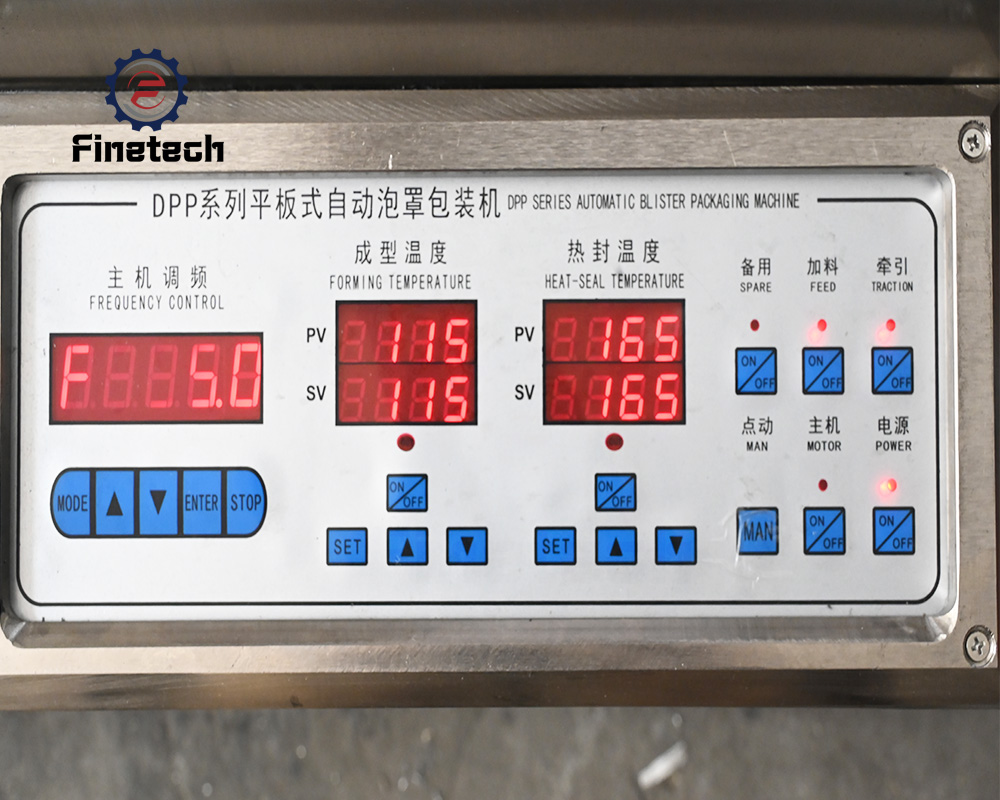 Finetech
DPP系列平板式自动泡罩包装机 DPP SERIES AUTOMATIC BLISTER PACKAGING MACHINE
主机调频
FREQUENCY CONTROL
F 5.0
MODE ▲ ▼ ENTER STOP
成型温度
FORMING TEMPERATURE
PV 115
SV 115
ON/OFF
SET ▲ ▼
热封温度
HEAT-SEAL TEMPERATURE
PV 165
SV 165
ON/OFF
SET ▲ ▼
备用 加料 牵引
SPARE FEED TRACTION
ON/OFF ON/OFF ON/OFF
点动 主机 电源
MAN MOTOR POWER
MAN ON/OFF ON/OFF